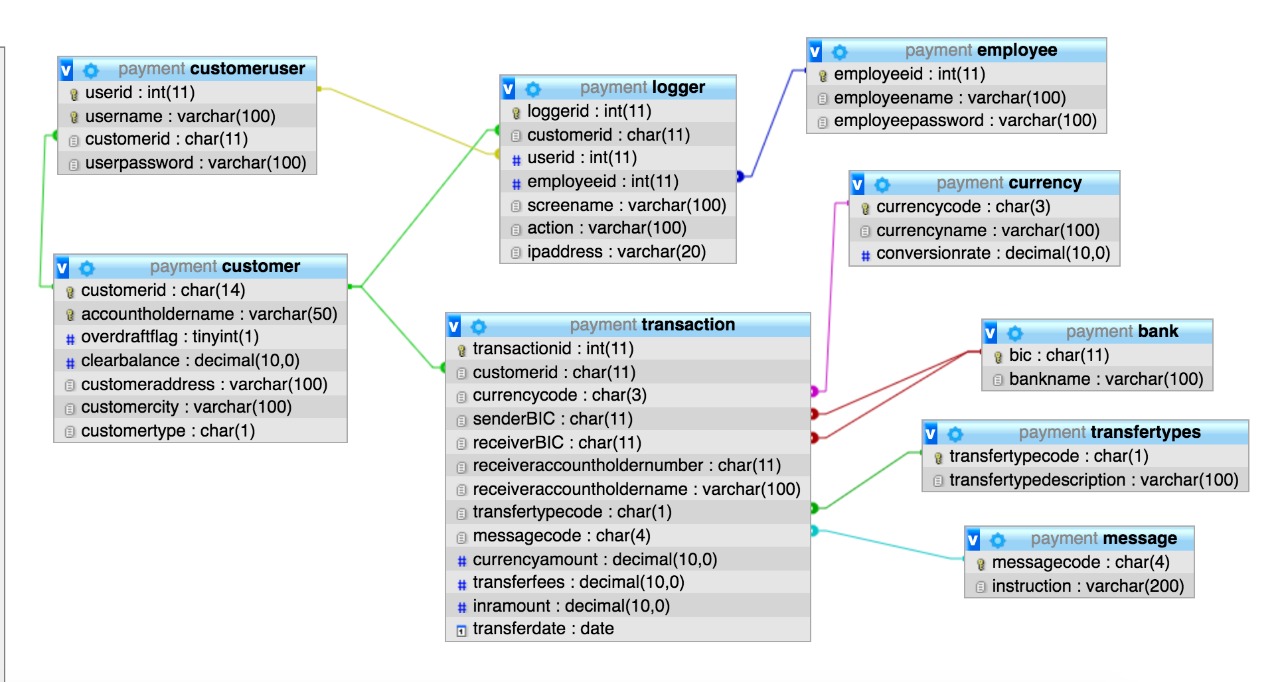 payment customeruser
userid : int(11)
username : varchar(100)
customerid : char(11)
userpassword : varchar(100)
payment customer
customerid : char(14)
accountholdername : varchar(50)
overdraftflag : tinyint(1)
clearbalance : decimal(10,0)
customeraddress : varchar(100)
customercity : varchar(100)
customertype : char(1)
payment logger
loggerid : int(11)
customerid : char(11)
userid : int(11)
employeeid : int(11)
screename : varchar(100)
action : varchar(100)
ipaddress : varchar(20)
payment transaction
transactionid : int(11)
customerid : char(11)
currencycode : char(3)
senderBIC : char(11)
receiverBIC : char(11)
receiveraccountholdernumber : char(11)
receiveraccountholdername : varchar(100)
transfertypecode : char(1)
messagecode : char(4)
currencyamount : decimal(10,0)
transferfees : decimal(10,0)
inramount : decimal(10,0)
transferdate : date
payment employee
employeeid : int(11)
employeename : varchar(100)
employeepassword : varchar(100)
payment currency
currencycode : char(3)
currencyname : varchar(100)
conversionrate : decimal(10,0)
payment bank
bic : char(11)
bankname : varchar(100)
payment transfertypes
transfertypecode : char(1)
transfertypedescription : varchar(100)
payment message
messagecode : char(4)
instruction : varchar(200)